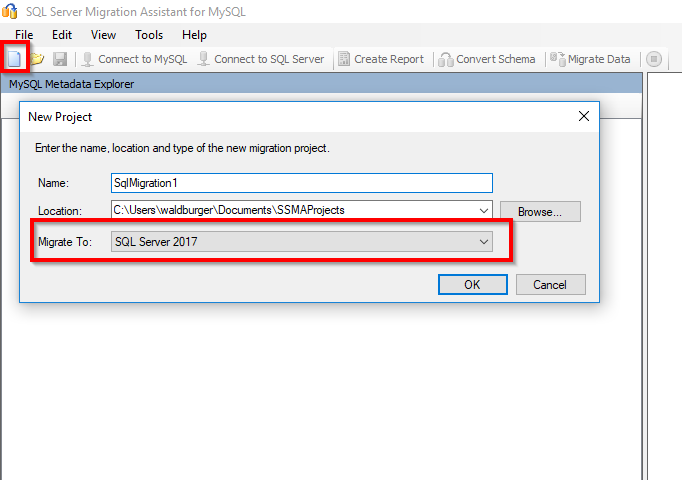 SQL Server Migration Assistant for MySQL
File Edit View Tools Help
Connect to MySQL Connect to SQL Server Create Report Convert Schema Migrate Data
MySQL Metadata Explorer
New Project
Enter the name, location and type of the new migration project.
Name: SqlMigration1
Location: C:\Users\waldburger\Documents\SSMAProjects Browse...
Migrate To: SQL Server 2017
OK Cancel